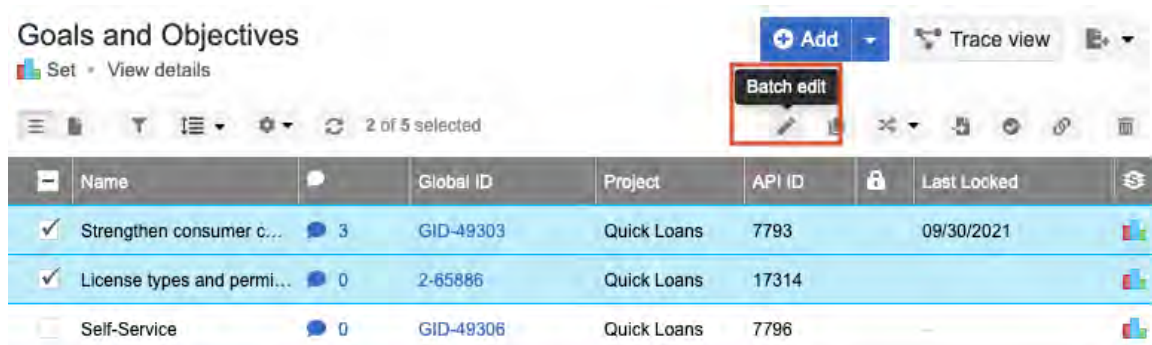 Goals and Objectives
Add
Trace view
Set • View details
Batch edit
2 of 5 selected
Name Global ID Project API ID Last Locked
Strengthen consumer c... 3 GID-49303 Quick Loans 7793 09/30/2021
License types and permi... 0 2-65886 Quick Loans 17314
Self-Service 0 GID-49306 Quick Loans 7796 –